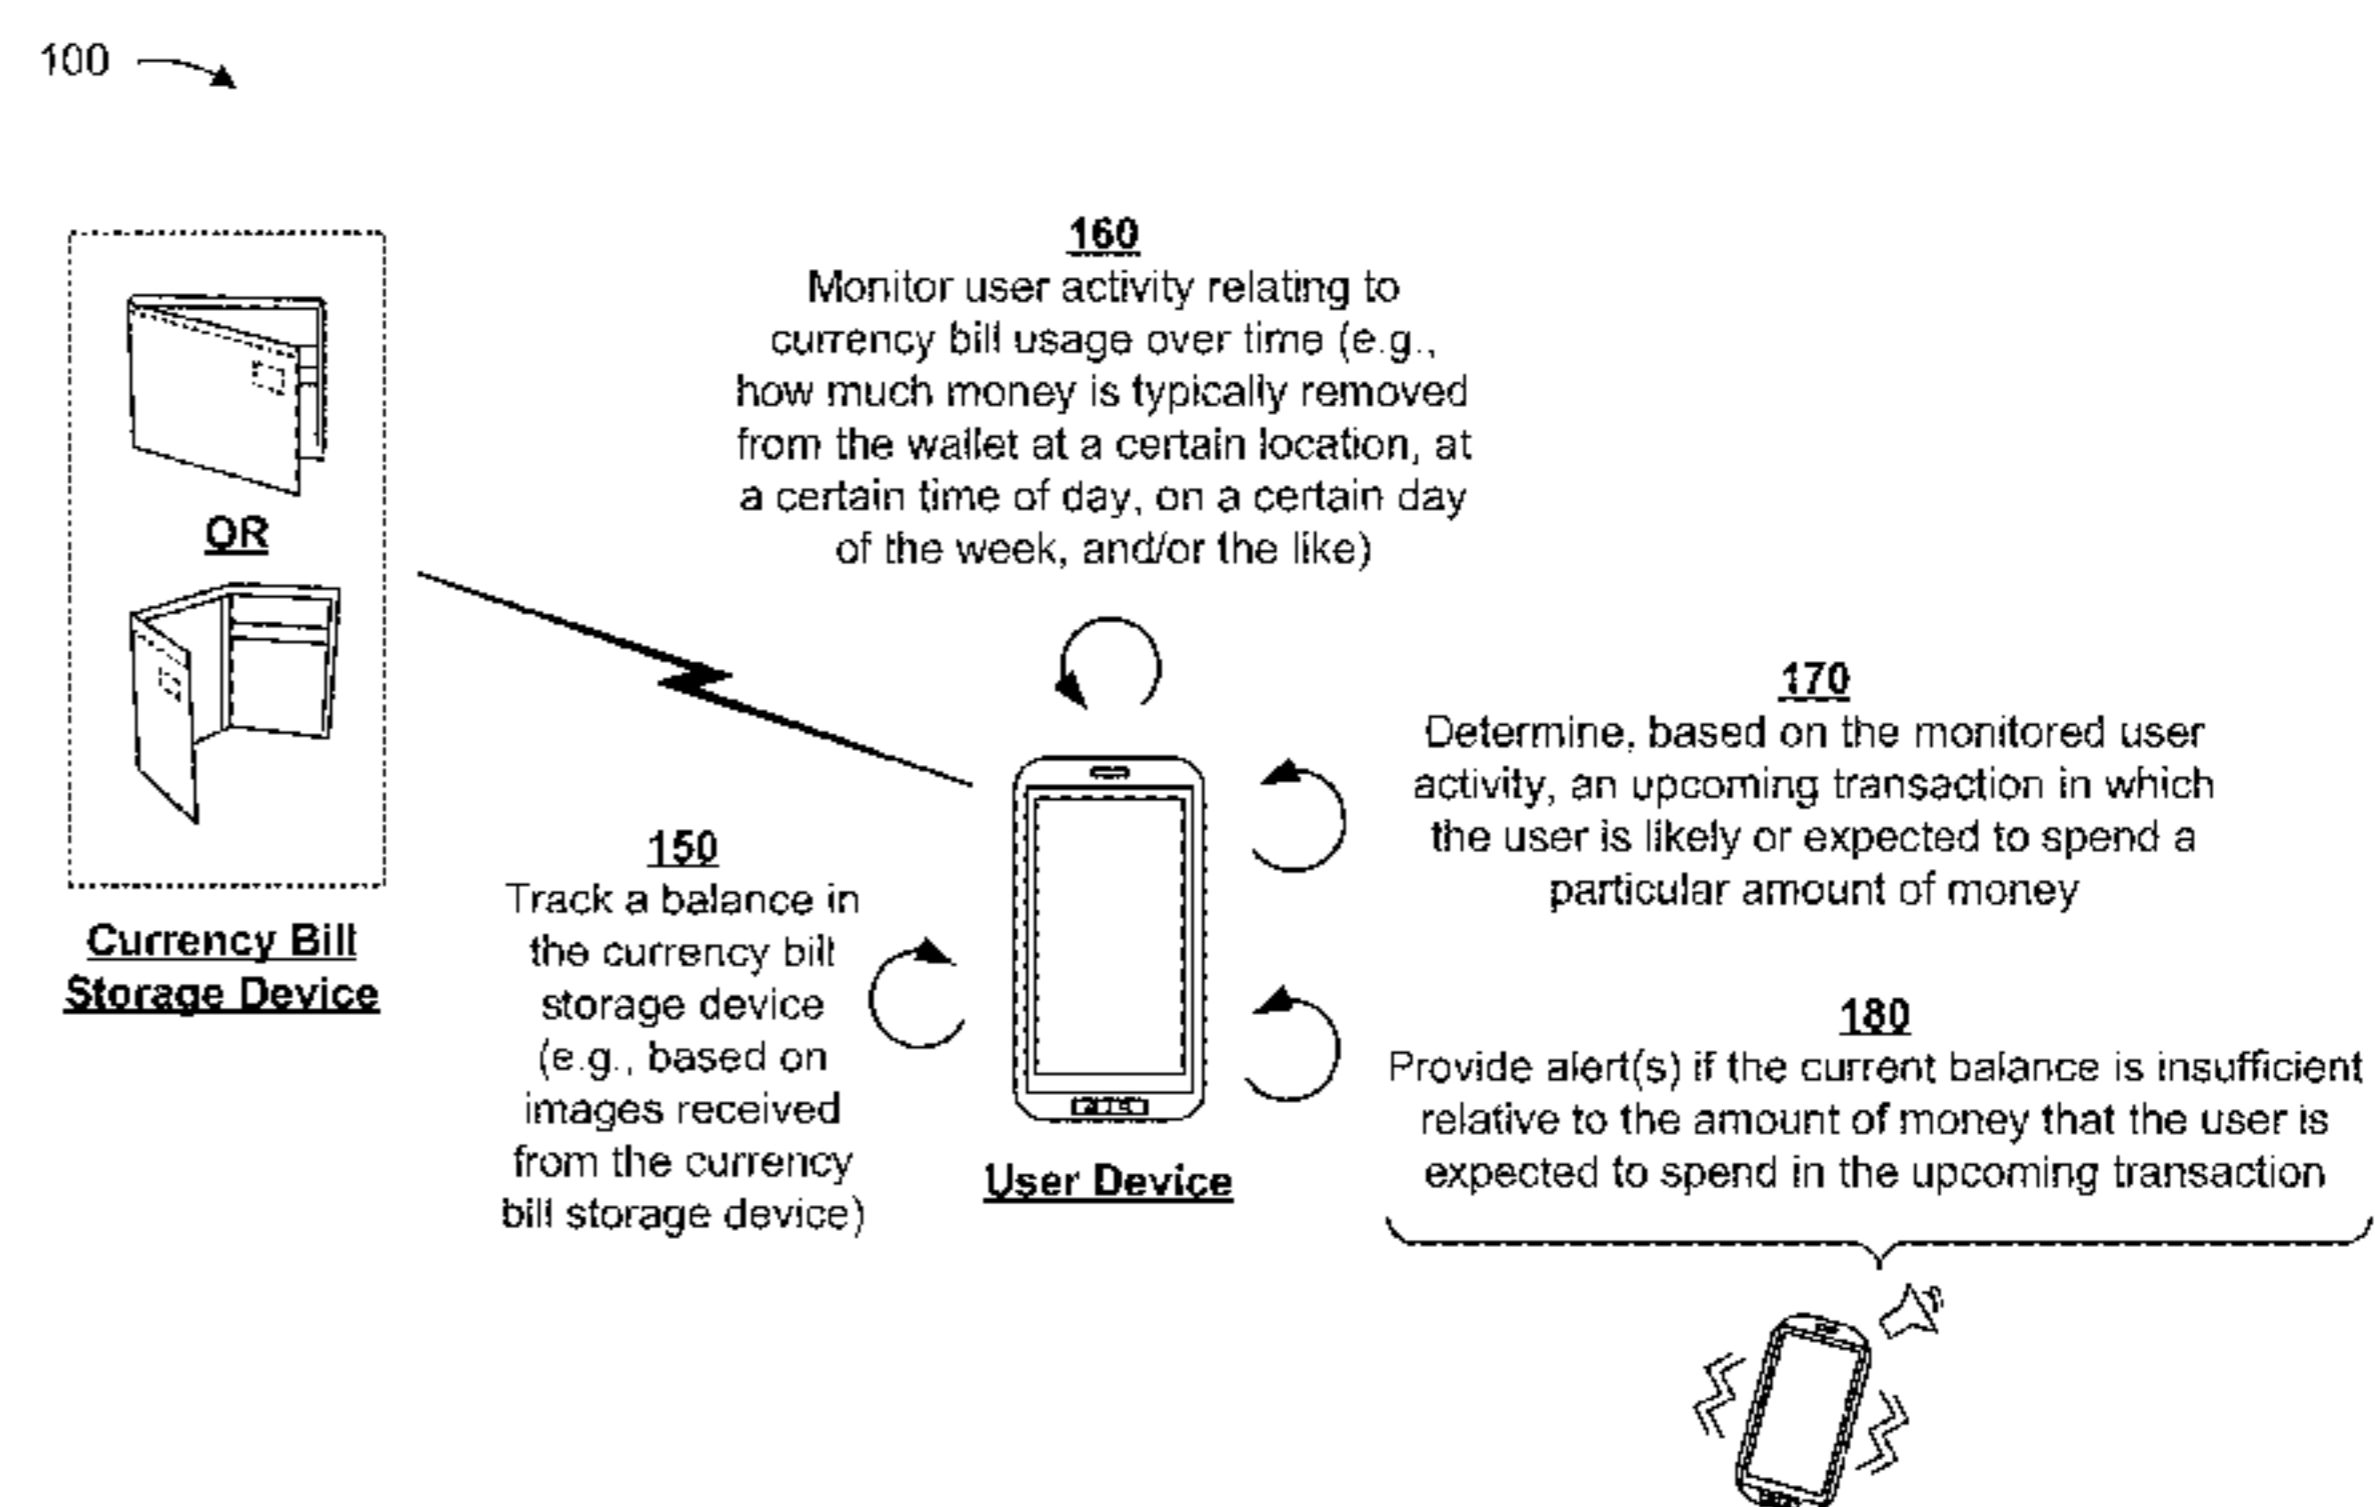 100
160
Monitor user activity relating to
currency bill usage over time (e.g.,
how much money is typically removed
from the wallet at a certain location, at
a certain time of day, on a certain day
of the week, and/or the like)
OR
170
Determine, based on the monitored user
activity, an upcoming transaction in which
the user is likely or expected to spend a
particular amount of money
150
Track a balance in
the currency bill
storage device
(e.g., based on
images received
from the currency
bill storage device)
Currency Bill
Storage Device
User Device
180
Provide alert(s) if the current balance is insufficient
relative to the amount of money that the user is
expected to spend in the upcoming transaction